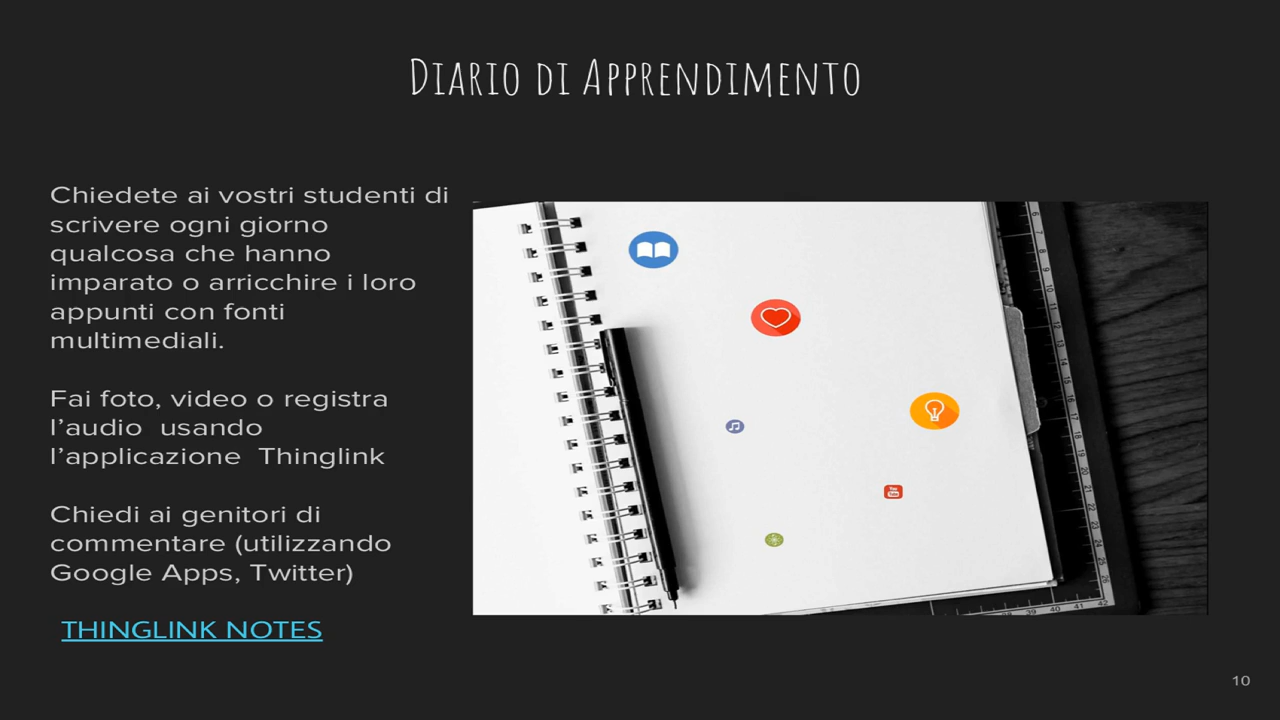 Diario di Apprendimento
Chiedete ai vostri studenti di
scrivere ogni giorno
qualcosa che hanno
imparato o arricchire i loro
appunti con fonti
multimediali.
Fai foto, video o registra
l’audio  usando
l’applicazione  Thinglink
Chiedi ai genitori di
commentare (utilizzando
Google Apps, Twitter)
THINGLINK NOTES
10